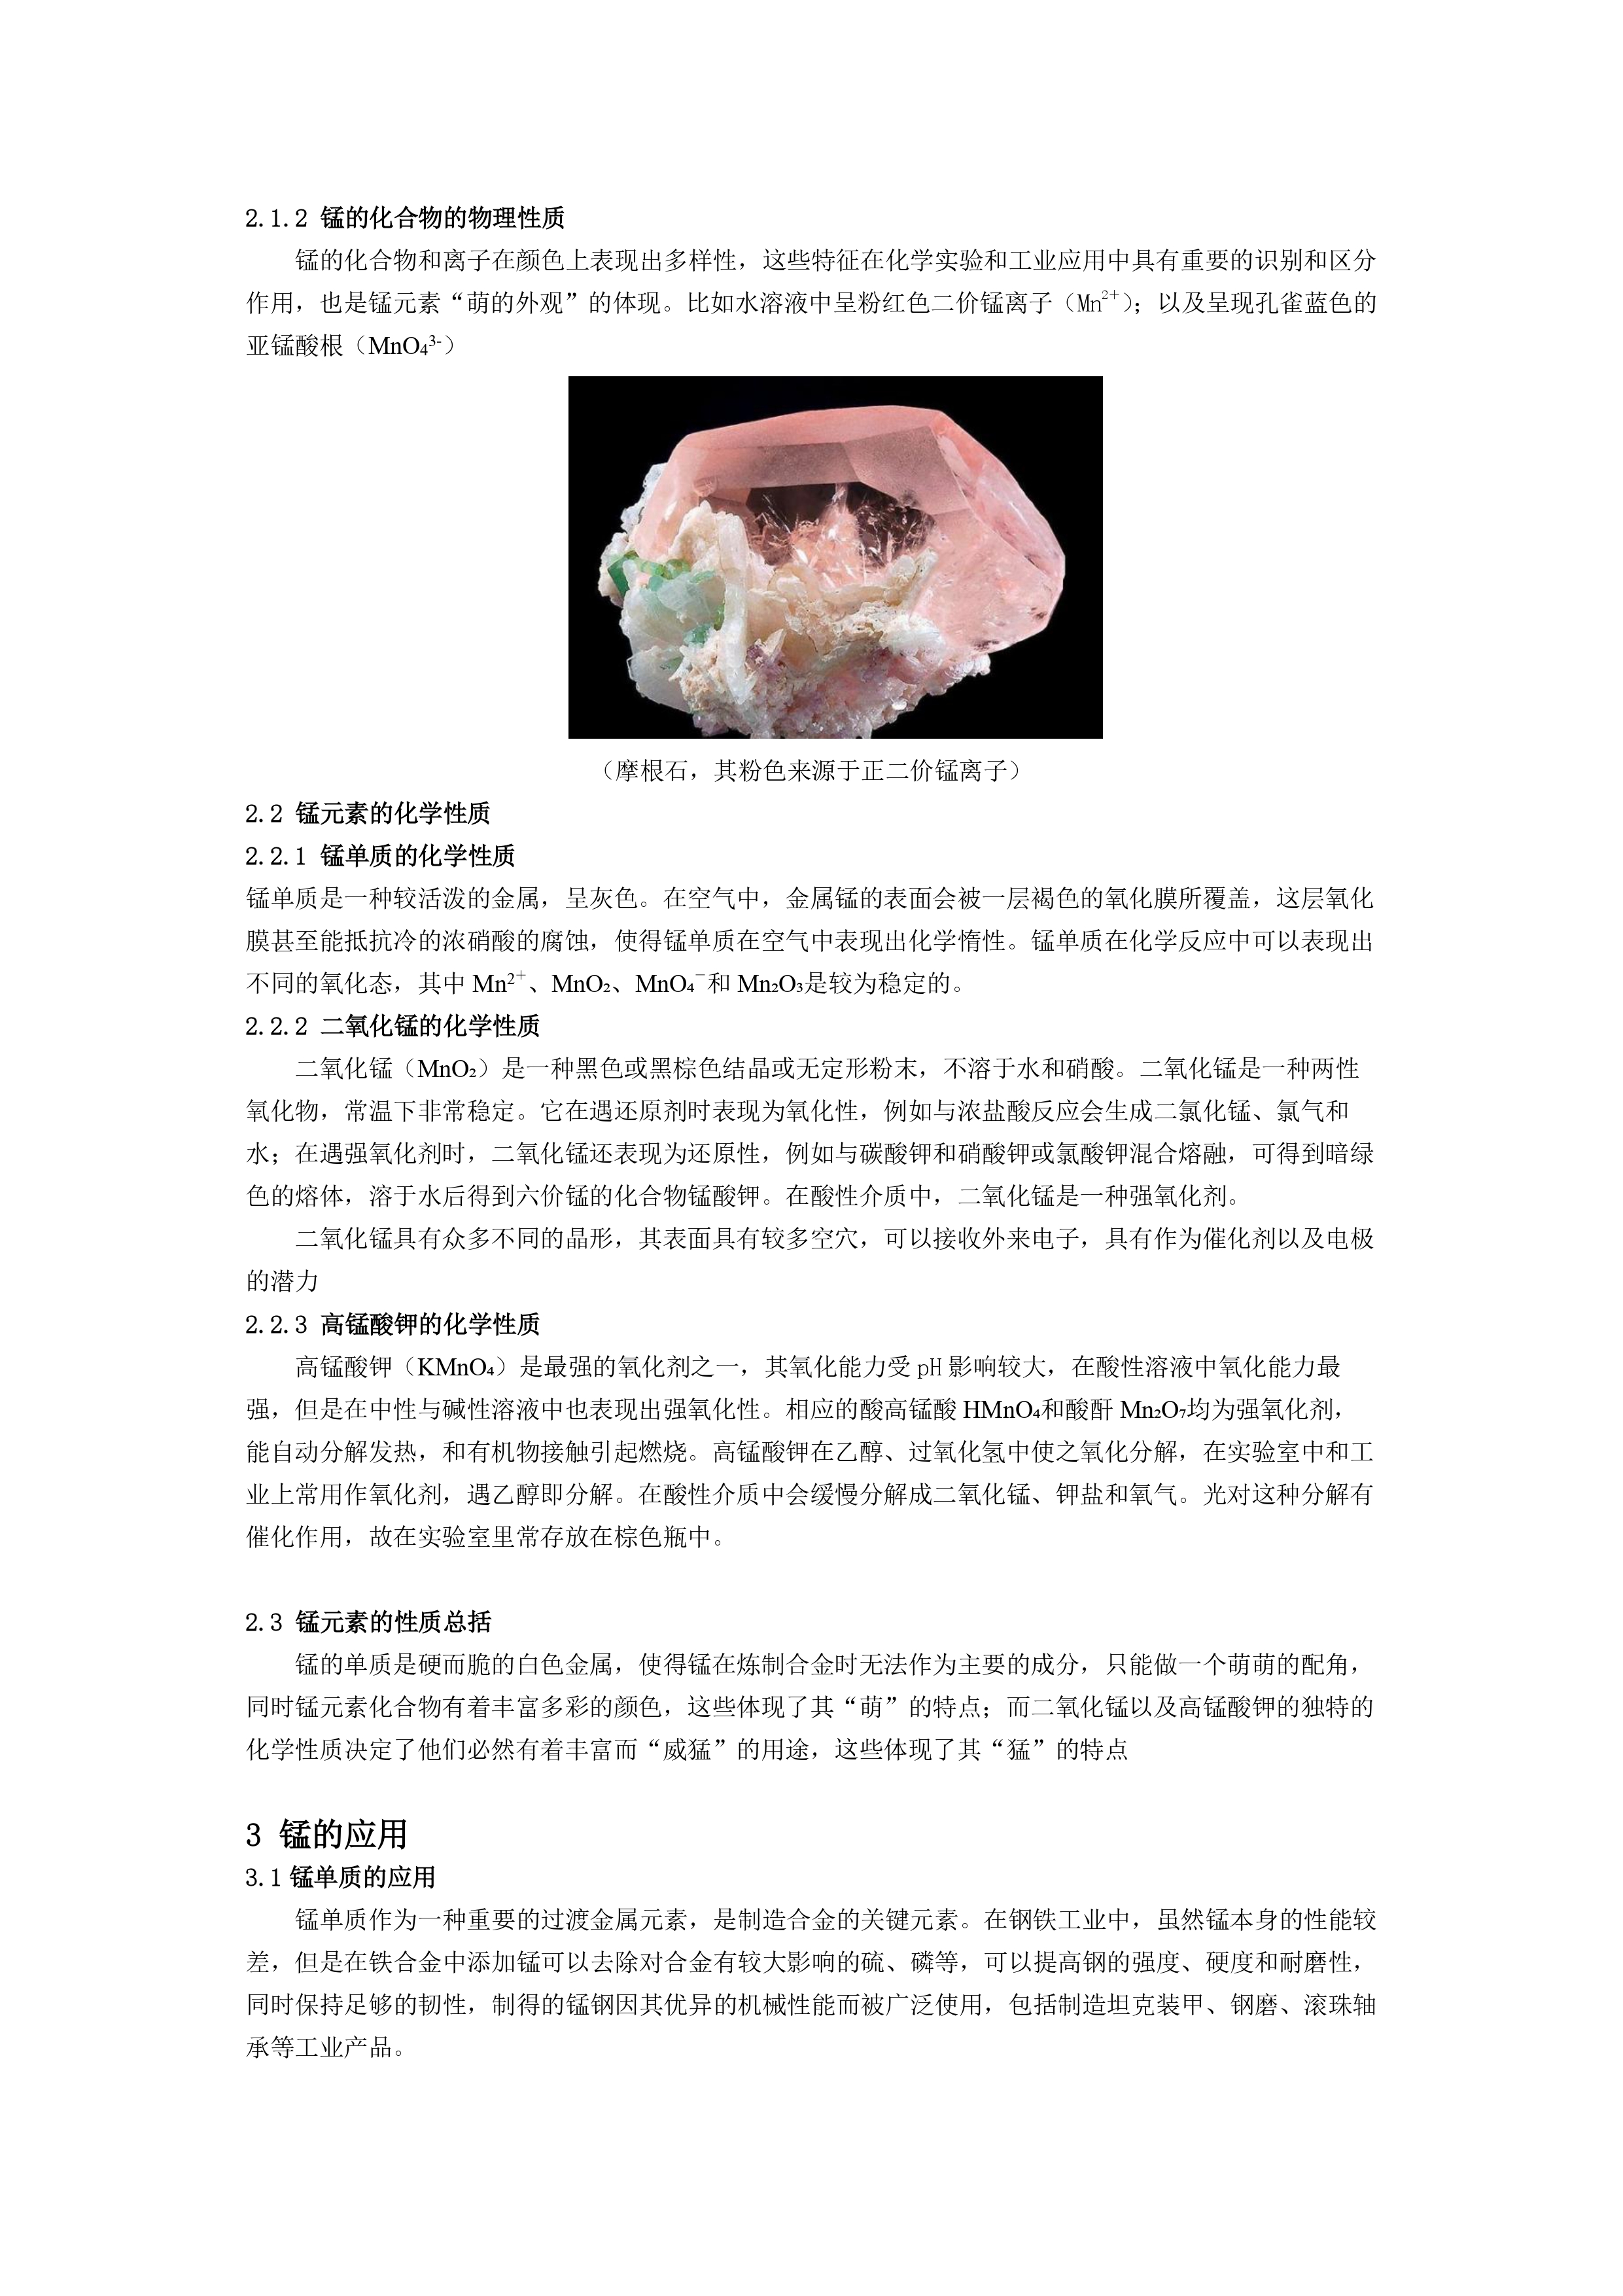 2.1.2 锰的化合物的物理性质
锰的化合物和离子在颜色上表现出多样性，这些特征在化学实验和工业应用中具有重要的识别和区分
作用，也是锰元素“萌的外观”的体现。比如水溶液中呈粉红色二价锰离子（Mn²⁺）；以及呈现孔雀蓝色的
亚锰酸根（MnO₄³⁻）
（摩根石，其粉色来源于正二价锰离子）
2.2 锰元素的化学性质
2.2.1 锰单质的化学性质
锰单质是一种较活泼的金属，呈灰色。在空气中，金属锰的表面会被一层褐色的氧化膜所覆盖，这层氧化
膜甚至能抵抗冷的浓硝酸的腐蚀，使得锰单质在空气中表现出化学惰性。锰单质在化学反应中可以表现出
不同的氧化态，其中 Mn²⁺、MnO₂、MnO₄⁻和 Mn₂O₃是较为稳定的。
2.2.2 二氧化锰的化学性质
二氧化锰（MnO₂）是一种黑色或黑棕色结晶或无定形粉末，不溶于水和硝酸。二氧化锰是一种两性
氧化物，常温下非常稳定。它在遇还原剂时表现为氧化性，例如与浓盐酸反应会生成二氯化锰、氯气和
水；在遇强氧化剂时，二氧化锰还表现为还原性，例如与碳酸钾和硝酸钾或氯酸钾混合熔融，可得到暗绿
色的熔体，溶于水后得到六价锰的化合物锰酸钾。在酸性介质中，二氧化锰是一种强氧化剂。
二氧化锰具有众多不同的晶形，其表面具有较多空穴，可以接收外来电子，具有作为催化剂以及电极
的潜力
2.2.3 高锰酸钾的化学性质
高锰酸钾（KMnO₄）是最强的氧化剂之一，其氧化能力受 pH 影响较大，在酸性溶液中氧化能力最
强，但是在中性与碱性溶液中也表现出强氧化性。相应的酸高锰酸 HMnO₄和酸酐 Mn₂O₇均为强氧化剂，
能自动分解发热，和有机物接触引起燃烧。高锰酸钾在乙醇、过氧化氢中使之氧化分解，在实验室中和工
业上常用作氧化剂，遇乙醇即分解。在酸性介质中会缓慢分解成二氧化锰、钾盐和氧气。光对这种分解有
催化作用，故在实验室里常存放在棕色瓶中。
2.3 锰元素的性质总括
锰的单质是硬而脆的白色金属，使得锰在炼制合金时无法作为主要的成分，只能做一个萌萌的配角，
同时锰元素化合物有着丰富多彩的颜色，这些体现了其“萌”的特点；而二氧化锰以及高锰酸钾的独特的
化学性质决定了他们必然有着丰富而“威猛”的用途，这些体现了其“猛”的特点
3 锰的应用
3.1 锰单质的应用
锰单质作为一种重要的过渡金属元素，是制造合金的关键元素。在钢铁工业中，虽然锰本身的性能较
差，但是在铁合金中添加锰可以去除对合金有较大影响的硫、磷等，可以提高钢的强度、硬度和耐磨性，
同时保持足够的韧性，制得的锰钢因其优异的机械性能而被广泛使用，包括制造坦克装甲、钢磨、滚珠轴
承等工业产品。